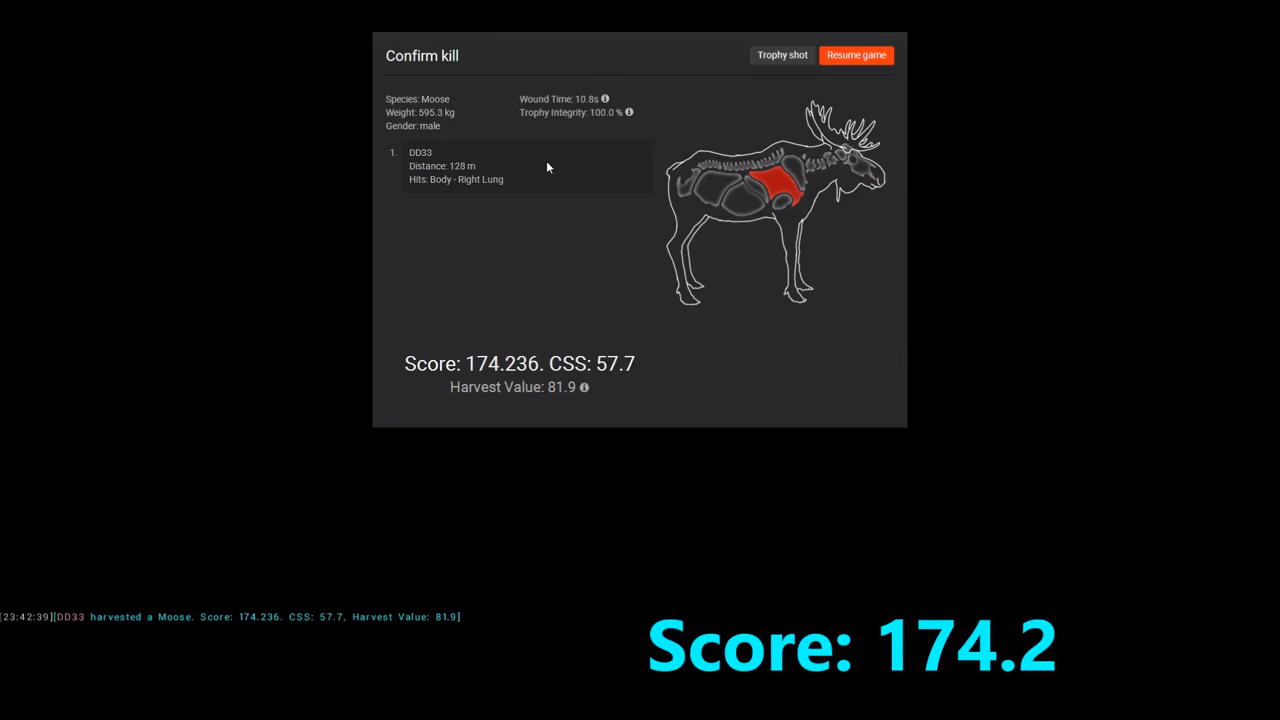 Confirm kill
Trophy shot
Resume game
Species: Moose
Weight: 595.3 kg
Gender: male
Wound Time: 10.8s
Trophy Integrity: 100.0 %
1.
DD33
Distance: 128 m
Hits: Body - Right Lung
Score: 174.236. CSS: 57.7
Harvest Value: 81.9
[23:42:39][DD33 harvested a Moose. Score: 174.236. CSS: 57.7, Harvest Value: 81.9]
Score: 174.2